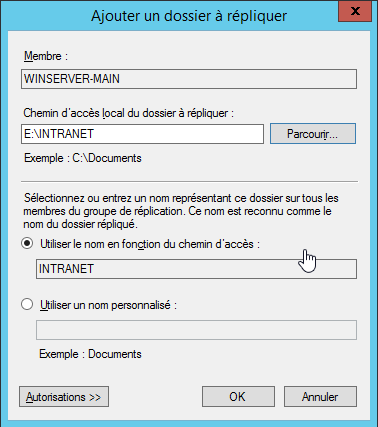 Ajouter un dossier à répliquer
x
Membre :
WINSERVER-MAIN
Chemin d'accès local du dossier à répliquer :
E:\INTRANET
Parcourir...
Exemple : C:\Documents
Sélectionnez ou entrez un nom représentant ce dossier sur tous les
membres du groupe de réplication. Ce nom est reconnu comme le
nom du dossier répliqué.
Utiliser le nom en fonction du chemin d'accès :
INTRANET
Utiliser un nom personnalisé :
Exemple : Documents
Autorisations >>
OK
Annuler